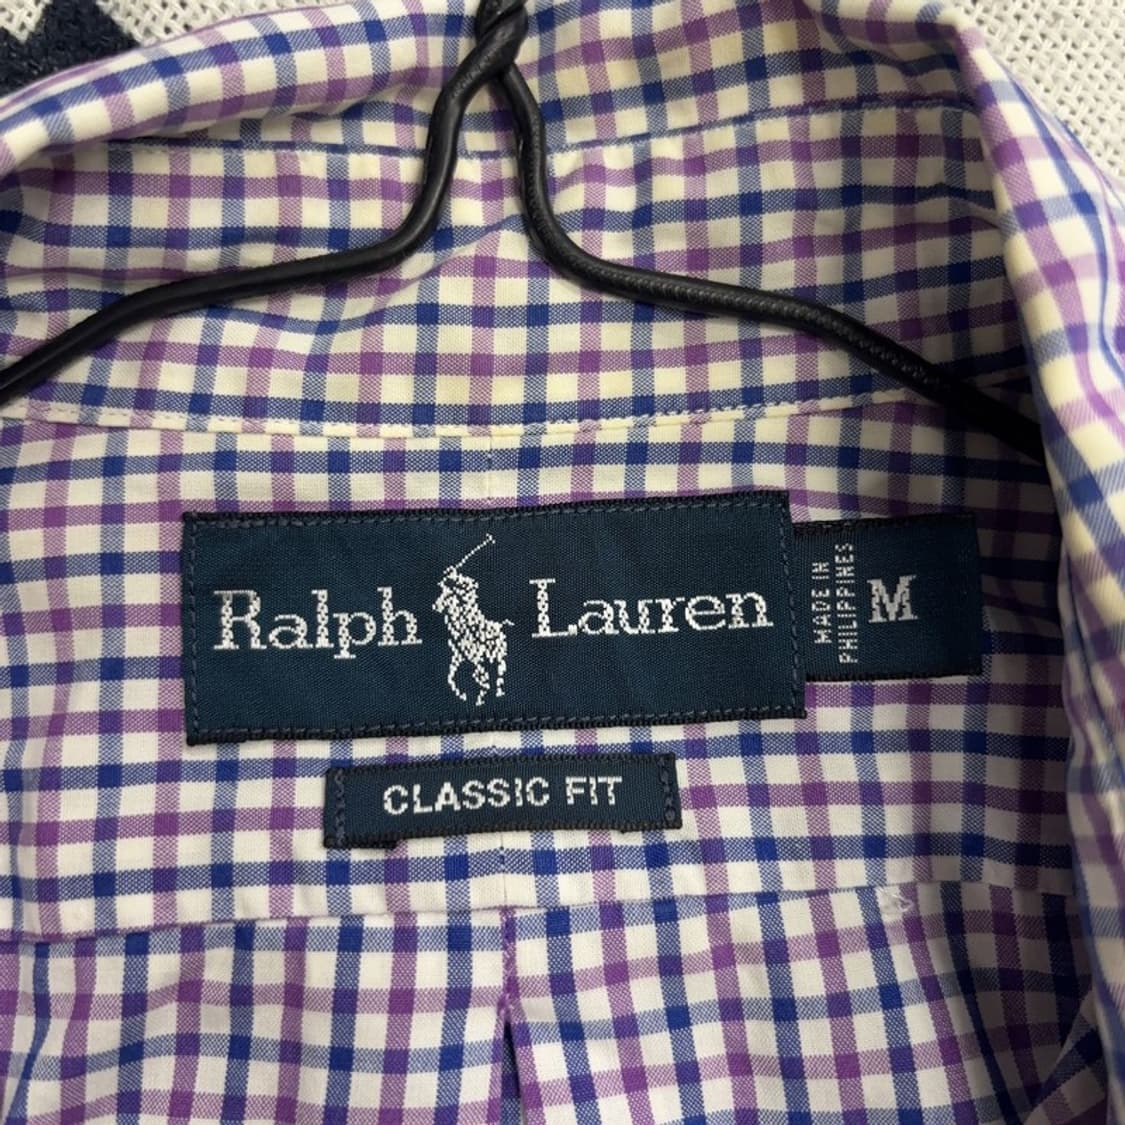 Ralph Lauren
MADE IN
PHILIPPINES
M
CLASSIC FIT